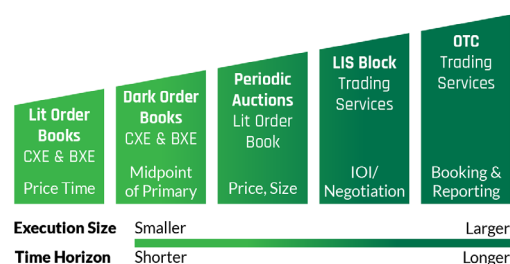 Lit Order
Books
CXE & BXE
Price Time
Dark Order
Books
CXE & BXE
Midpoint
of Primary
Periodic
Auctions
Lit Order
Book
Price, Size
LIS Block
Trading
Services
IOI/
Negotiation
OTC
Trading
Services
Booking &
Reporting
Execution Size Smaller Larger
Time Horizon Shorter Longer